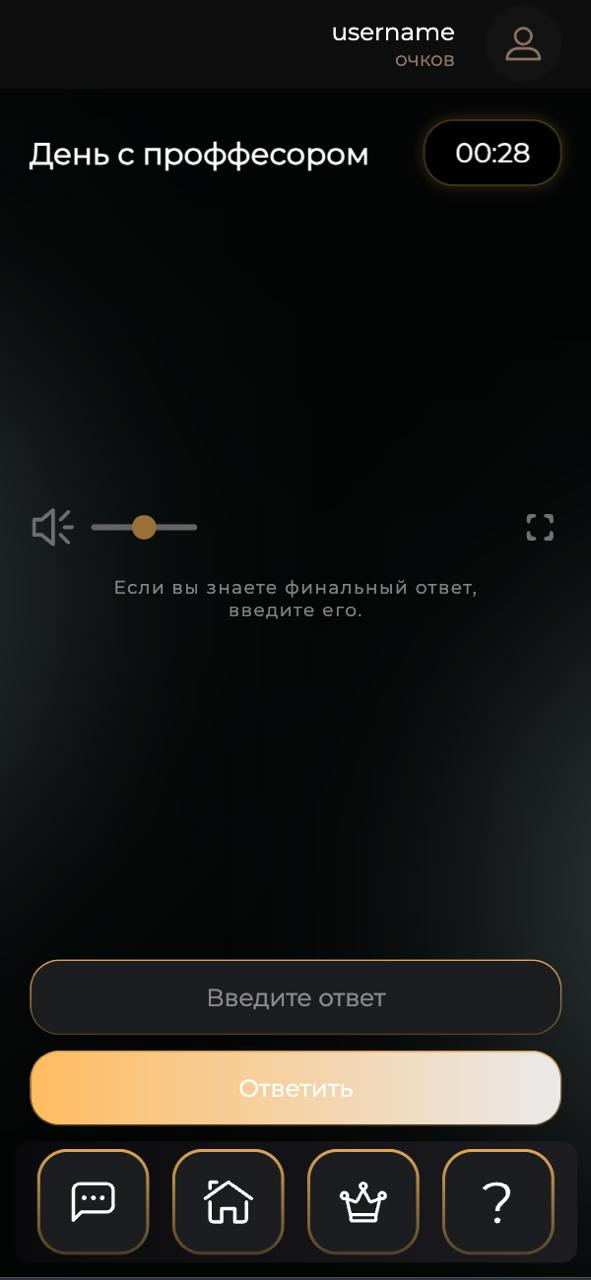 username
очков
День с проффесором
00:28
Если вы знаете финальный ответ,
введите его.
Введите ответ
Ответить